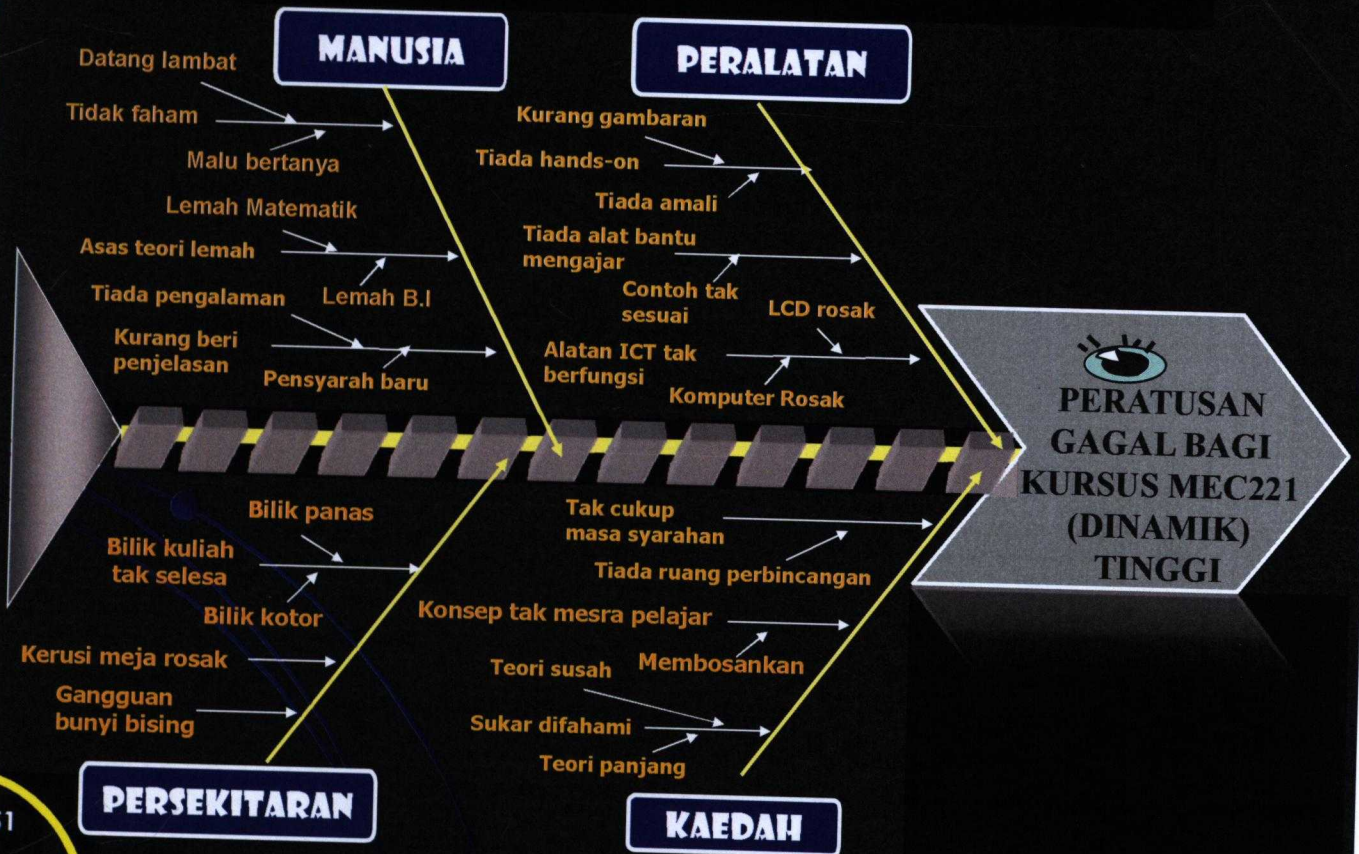 MANUSIA
Datang lambat
Tidak faham
Malu bertanya
Lemah Matematik
Asas teori lemah
Lemah B.I
Tiada pengalaman
Kurang beri
penjelasan
Pensyarah baru
PERALATAN
Kurang gambaran
Tiada hands-on
Tiada amali
Tiada alat bantu
mengajar
Contoh tak
sesuai
LCD rosak
Alatan ICT tak
berfungsi
Komputer Rosak
PERATUSAN
GAGAL BAGI
KURSUS MEC221
(DINAMIK)
TINGGI
Bilik panas
Bilik kuliah
tak selesa
Bilik kotor
Kerusi meja rosak
Gangguan
bunyi bising
PERSEKITARAN
Tak cukup
masa syarahan
Tiada ruang perbincangan
Konsep tak mesra pelajar
Membosankan
Teori susah
Sukar difahami
Teori panjang
KAEDAH